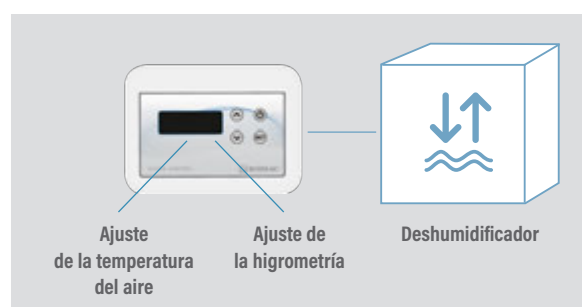 Ajuste
de la temperatura
del aire
Ajuste de
la higrometría
Deshumidificador